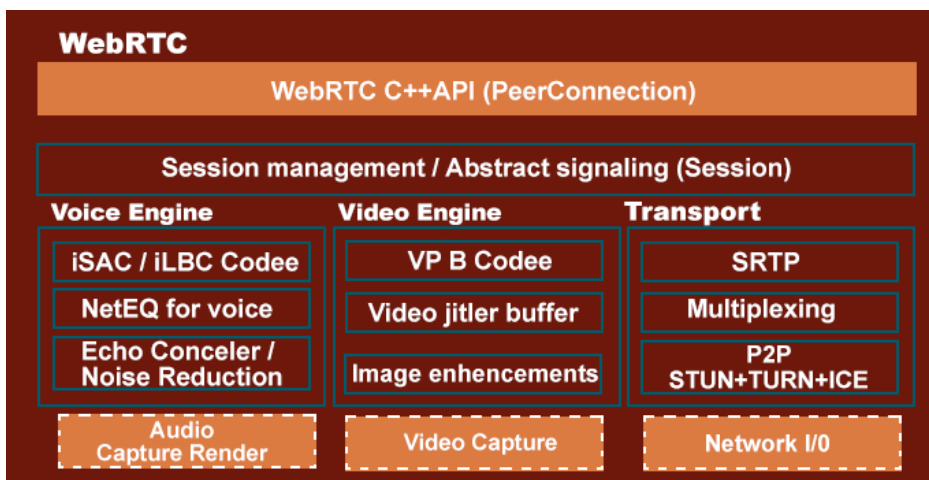 WebRTC
WebRTC C++API (PeerConnection)
Session management / Abstract signaling (Session)
Voice Engine
Video Engine
Transport
iSAC / iLBC Codee
VP B Codee
SRTP
NetEQ for voice
Video jitler buffer
Multiplexing
Echo Conceler /
Noise Reduction
Image enhencements
P2P
STUN+TURN+ICE
Audio
Capture Render
Video Capture
Network I/0